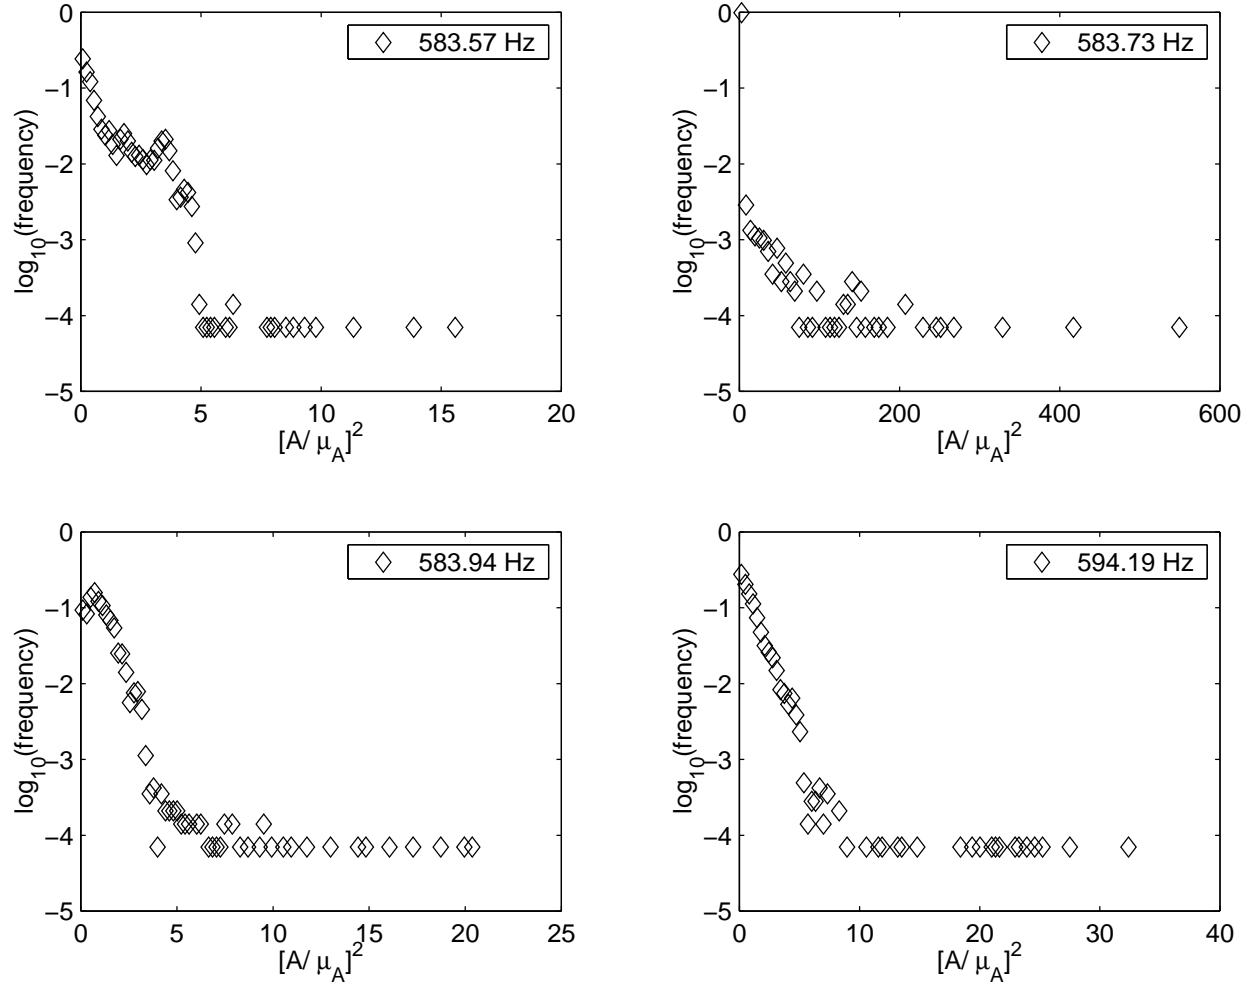 0
−1
−2
−3
−4
−5
log10(frequency)
583.57 Hz
0 5 10 15 20
[A/ μA]2
0
−1
−2
−3
−4
−5
log10(frequency)
583.73 Hz
0 200 400 600
[A/ μA]2
0
−1
−2
−3
−4
−5
log10(frequency)
583.94 Hz
0 5 10 15 20 25
[A/ μA]2
0
−1
−2
−3
−4
−5
log10(frequency)
594.19 Hz
0 10 20 30 40
[A/ μA]2